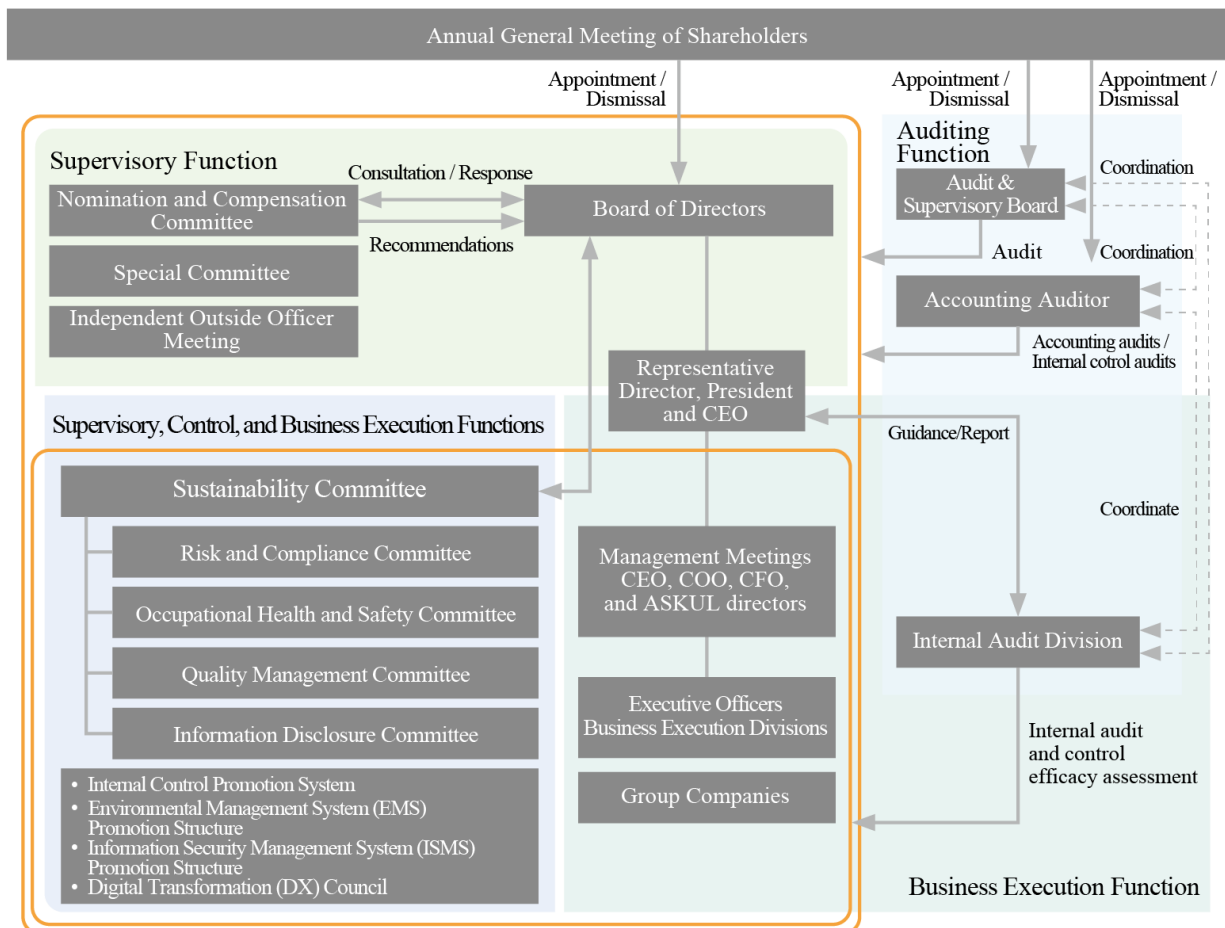 Annual General Meeting of Shareholders
Appointment /
Dismissal
Appointment /
Dismissal
Appointment /
Dismissal
Supervisory Function
Consultation / Response
Nomination and Compensation
Committee
Board of Directors
Recommendations
Special Committee
Independent Outside Officer
Meeting
Auditing
Function
Coordination
Audit &
Supervisory Board
Audit
Coordination
Accounting Auditor
Accounting audits /
Internal cotrol audits
Representative
Director, President
and CEO
Guidance/Report
Supervisory, Control, and Business Execution Functions
Sustainability Committee
Risk and Compliance Committee
Occupational Health and Safety Committee
Quality Management Committee
Information Disclosure Committee
• Internal Control Promotion System
• Environmental Management System (EMS)
Promotion Structure
• Information Security Management System (ISMS)
Promotion Structure
• Digital Transformation (DX) Council
Management Meetings
CEO, COO, CFO,
and ASKUL directors
Executive Officers
Business Execution Divisions
Group Companies
Coordinate
Internal Audit Division
Internal audit
and control
efficacy assessment
Business Execution Function